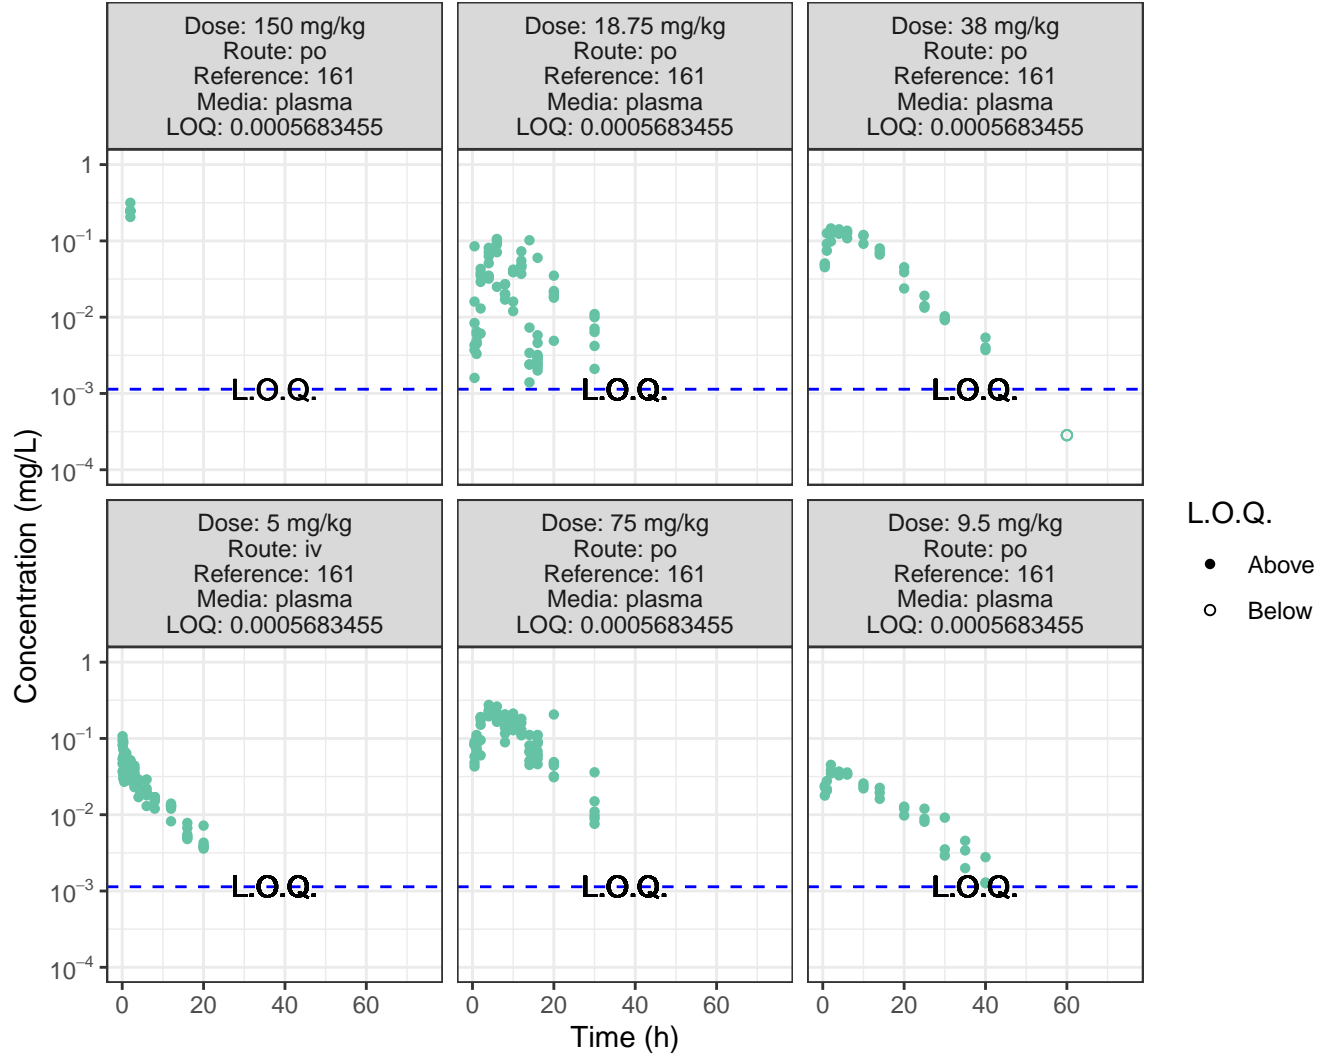 Dose: 150 mg/kg
Route: po
Reference: 161
Media: plasma
LOQ: 0.0005683455
Dose: 18.75 mg/kg
Route: po
Reference: 161
Media: plasma
LOQ: 0.0005683455
Dose: 38 mg/kg
Route: po
Reference: 161
Media: plasma
LOQ: 0.0005683455
1
10⁻¹
10⁻²
10⁻³
10⁻⁴
L.O.Q.
L.O.Q.
L.O.Q.
Dose: 5 mg/kg
Route: iv
Reference: 161
Media: plasma
LOQ: 0.0005683455
Dose: 75 mg/kg
Route: po
Reference: 161
Media: plasma
LOQ: 0.0005683455
Dose: 9.5 mg/kg
Route: po
Reference: 161
Media: plasma
LOQ: 0.0005683455
1
10⁻¹
10⁻²
10⁻³
10⁻⁴
L.O.Q.
L.O.Q.
L.O.Q.
0 20 40 60
0 20 40 60
0 20 40 60
Time (h)
Concentration (mg/L)
L.O.Q.
Above
Below